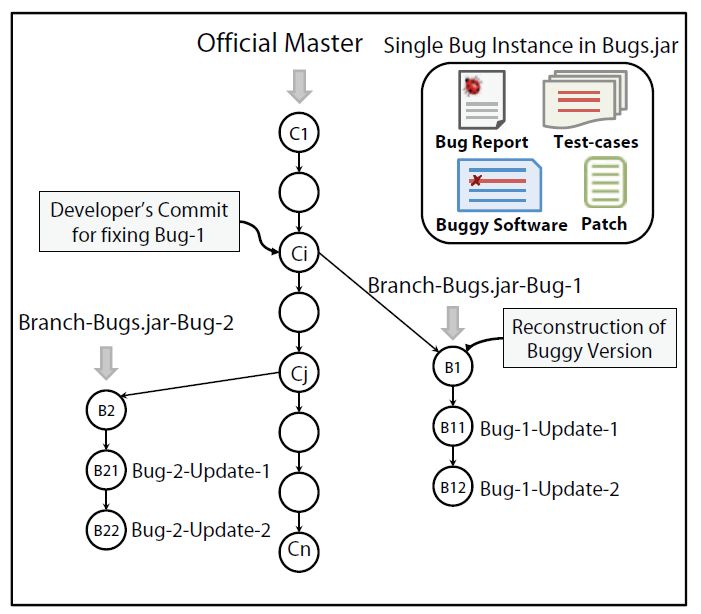 Official Master
Single Bug Instance in Bugs.jar
Bug Report
Test-cases
Buggy Software
Patch
C1
Developer's Commit
for fixing Bug-1
Ci
Branch-Bugs.jar-Bug-1
Branch-Bugs.jar-Bug-2
Reconstruction of
Buggy Version
B1
Cj
B2
B11 Bug-1-Update-1
B21 Bug-2-Update-1
B12 Bug-1-Update-2
B22 Bug-2-Update-2
Cn